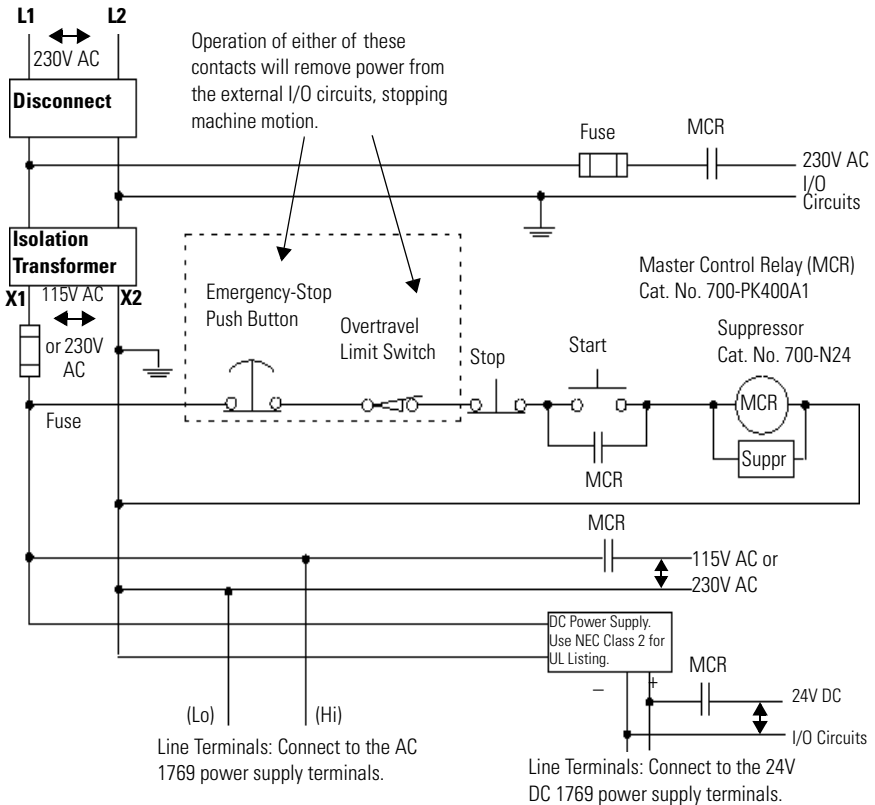 L1 L2
230V AC
Disconnect
Operation of either of these
contacts will remove power from
the external I/O circuits, stopping
machine motion.
Fuse
MCR
230V AC
I/O
Circuits
Isolation
Transformer
X1 115V AC X2
or 230V
AC
Fuse
Emergency-Stop
Push Button
Overtravel
Limit Switch
Stop
Start
Master Control Relay (MCR)
Cat. No. 700-PK400A1
Suppressor
Cat. No. 700-N24
MCR
Suppr
MCR
MCR
115V AC or
230V AC
DC Power Supply.
Use NEC Class 2 for
UL Listing.
– +
MCR
24V DC
I/O Circuits
(Lo) (Hi)
Line Terminals: Connect to the AC
1769 power supply terminals.
Line Terminals: Connect to the 24V
DC 1769 power supply terminals.